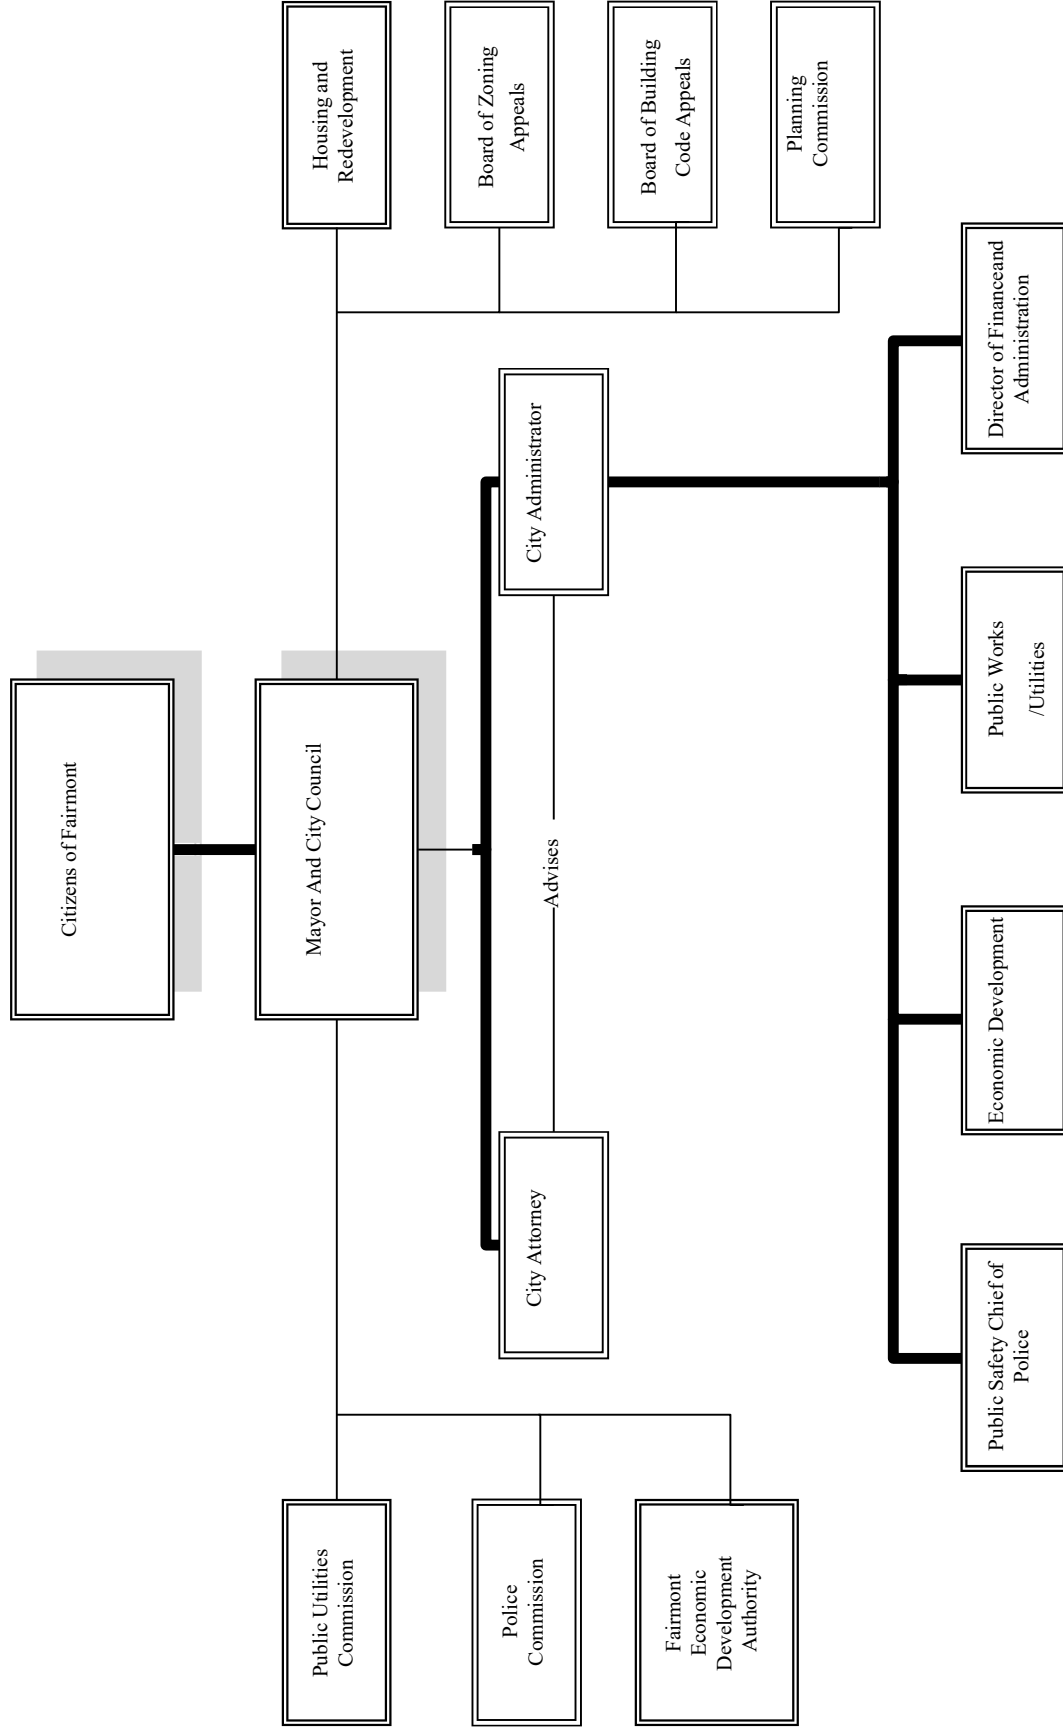 Citizens of Fairmont
Mayor And City Council
Public Utilities
Commission
Police
Commission
Fairmont
Economic
Development
Authority
Housing and
Redevelopment
Board of Zoning
Appeals
Board of Building
Code Appeals
Planning
Commission
City Attorney
Advises
City Administrator
Public Safety Chief of
Police
Economic Development
Public Works
/Utilities
Director of Financeand
Administration